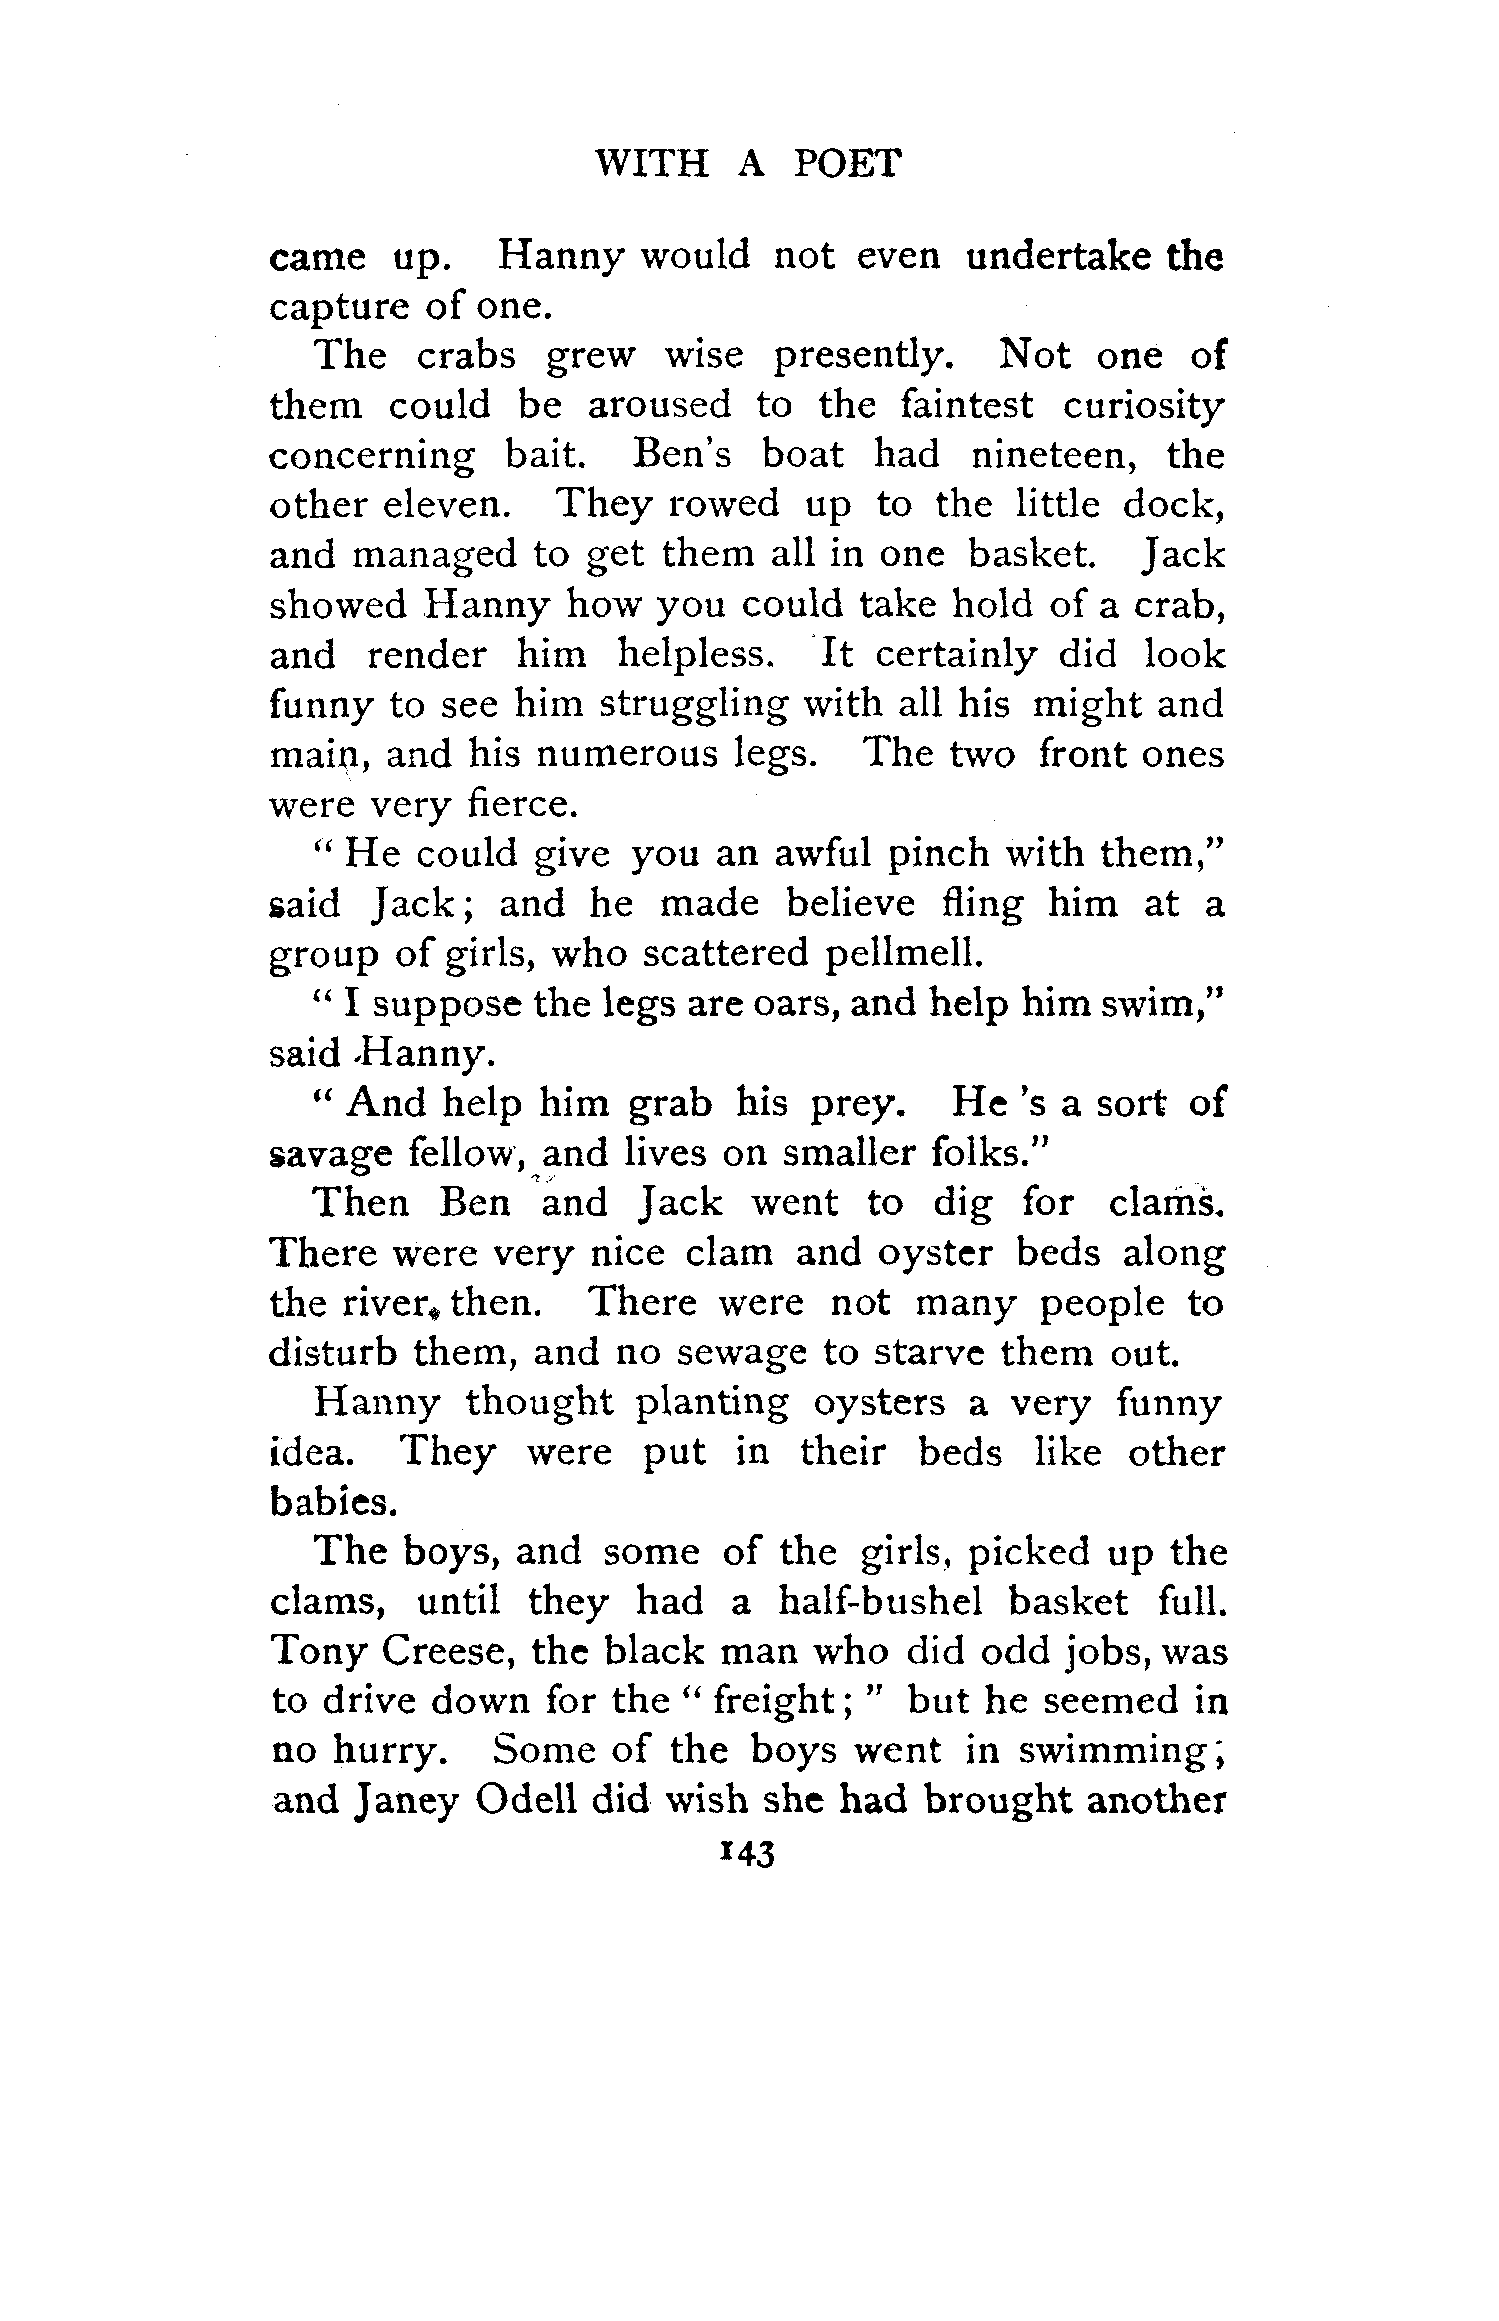 WITH A POET
came up. Hanny would not even undertake the
capture of one.
The crabs grew wise presently. Not one of
them could be aroused to the faintest curiosity
concerning bait. Ben's boat had nineteen, the
other eleven. They rowed up to the little dock,
and managed to get them all in one basket. Jack
showed Hanny how you could take hold of a crab,
and render him helpless. It certainly did look
funny to see him struggling with all his might and
main, and his numerous legs. The two front ones
were very fierce.
“ He could give you an awful pinch with them,”
said Jack; and he made believe fling him at a
group of girls, who scattered pellmell.
“ I suppose the legs are oars, and help him swim,”
said Hanny.
“ And help him grab his prey. He 's a sort of
savage fellow, and lives on smaller folks.”
Then Ben and Jack went to dig for clams.
There were very nice clam and oyster beds along
the river, then. There were not many people to
disturb them, and no sewage to starve them out.
Hanny thought planting oysters a very funny
idea. They were put in their beds like other
babies.
The boys, and some of the girls, picked up the
clams, until they had a half-bushel basket full.
Tony Creese, the black man who did odd jobs, was
to drive down for the “ freight; ” but he seemed in
no hurry. Some of the boys went in swimming;
and Janey Odell did wish she had brought another
143